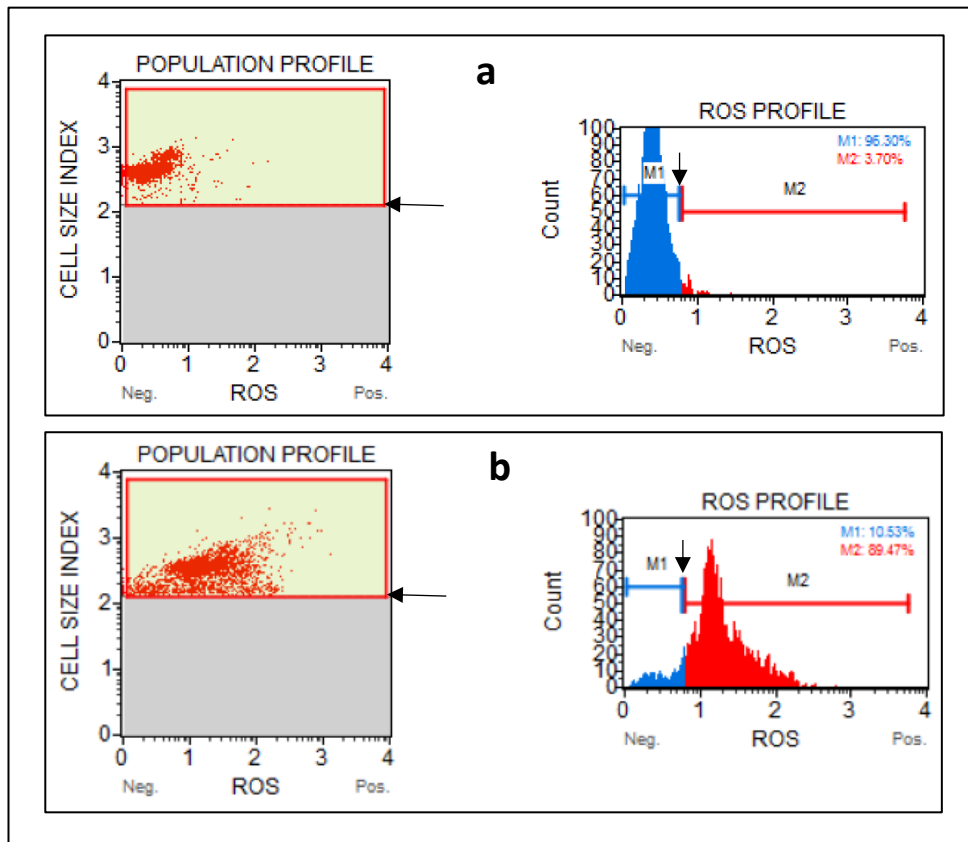 POPULATION PROFILE
a
4
3
2
1
0
CELL SIZE INDEX
0 1 2 3 4
Neg. ROS Pos.
ROS PROFILE
M1: 96.30%
M2: 3.70%
100
90
80
70
60
50
40
30
20
10
0
Count
M1
M2
0 1 2 3 4
Neg. ROS Pos.
POPULATION PROFILE
b
4
3
2
1
0
CELL SIZE INDEX
0 1 2 3 4
Neg. ROS Pos.
ROS PROFILE
M1: 10.53%
M2: 89.47%
100
90
80
70
60
50
40
30
20
10
0
Count
M1
M2
0 1 2 3 4
Neg. ROS Pos.